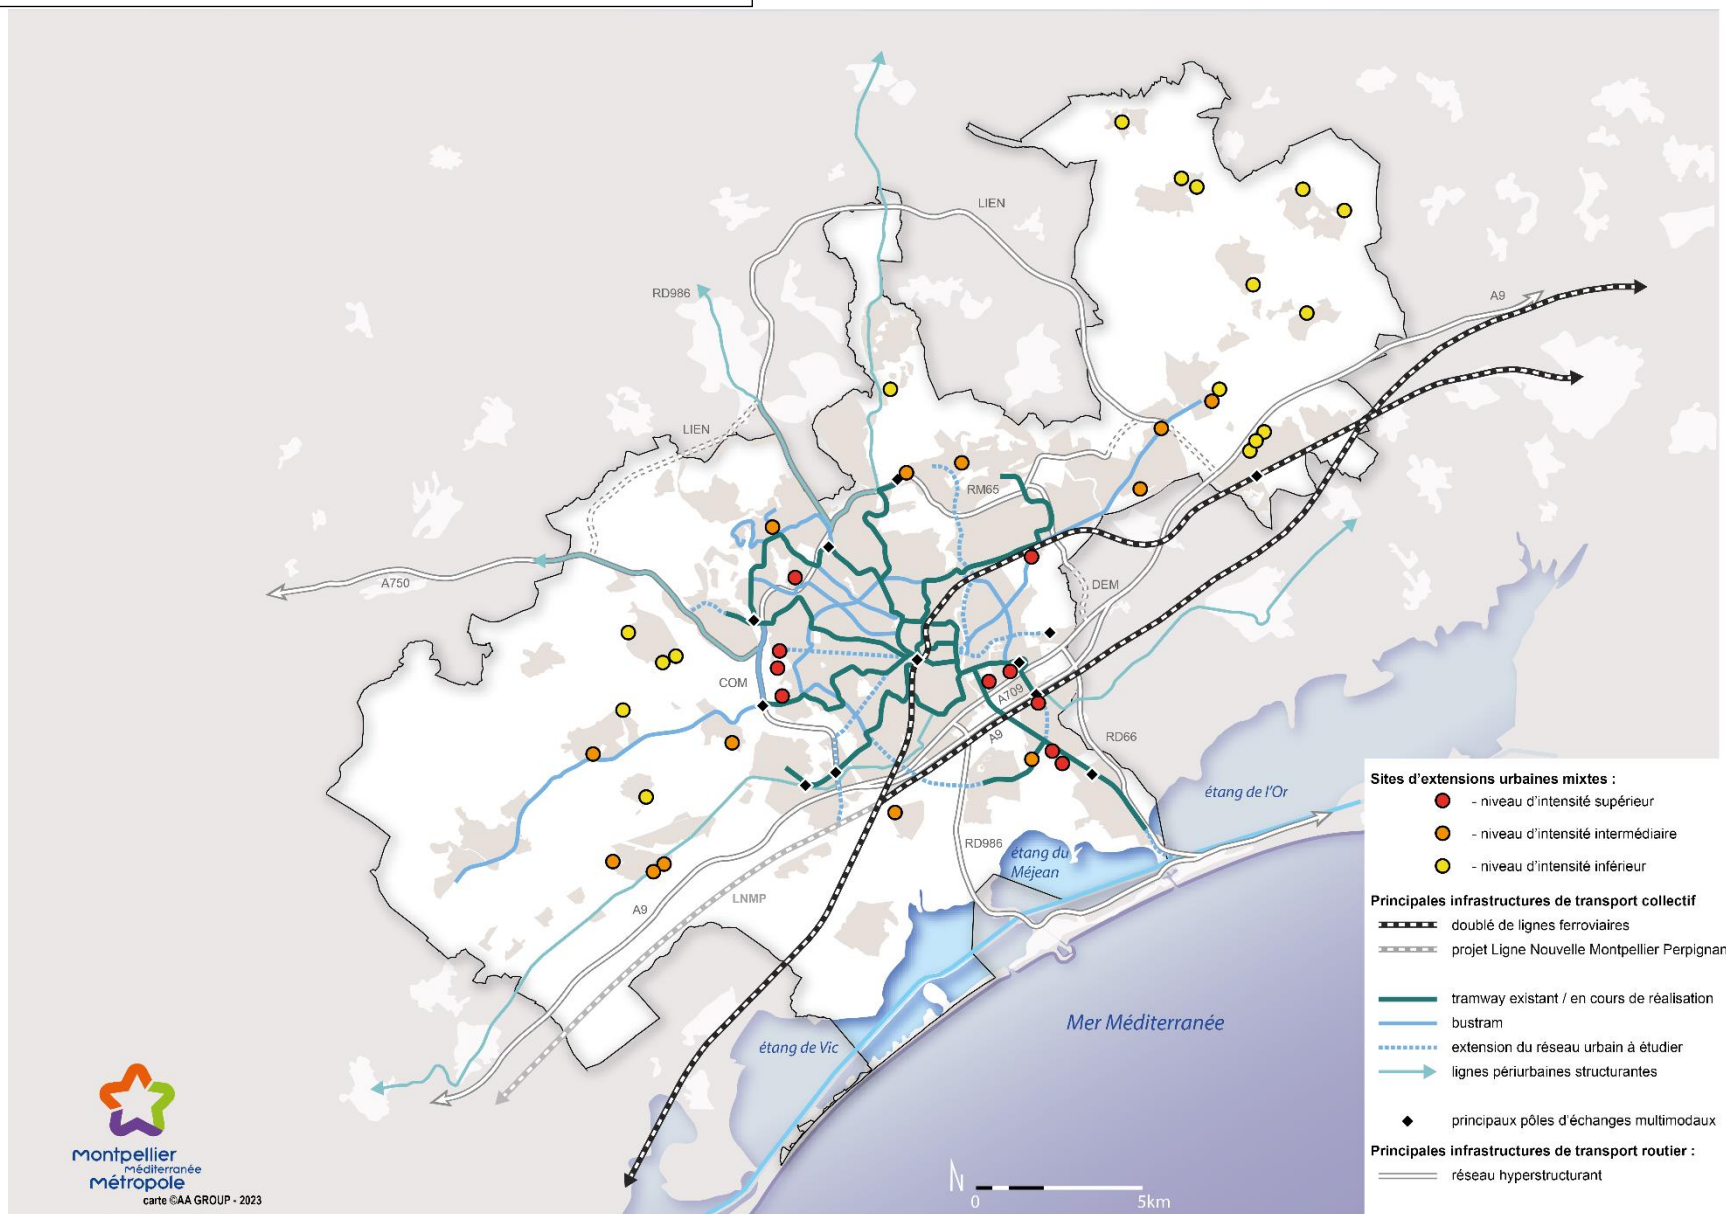 LIEN
RD986
A9
LIEN
RM65
A750
DEM
COM
A709
A9
RD66
étang de l'Or
RD986
étang du
Méjean
LNMP
A9
étang de Vic
Mer Méditerranée
Sites d'extensions urbaines mixtes :
- niveau d'intensité supérieur
- niveau d'intensité intermédiaire
- niveau d'intensité inférieur
Principales infrastructures de transport collectif
doublé de lignes ferroviaires
projet Ligne Nouvelle Montpellier Perpignan
tramway existant / en cours de réalisation
bustram
extension du réseau urbain à étudier
lignes périurbaines structurantes
principaux pôles d'échanges multimodaux
Principales infrastructures de transport routier :
réseau hyperstructurant
montpellier
méditerranée
métropole
carte ©AA GROUP - 2023
N
0 5km